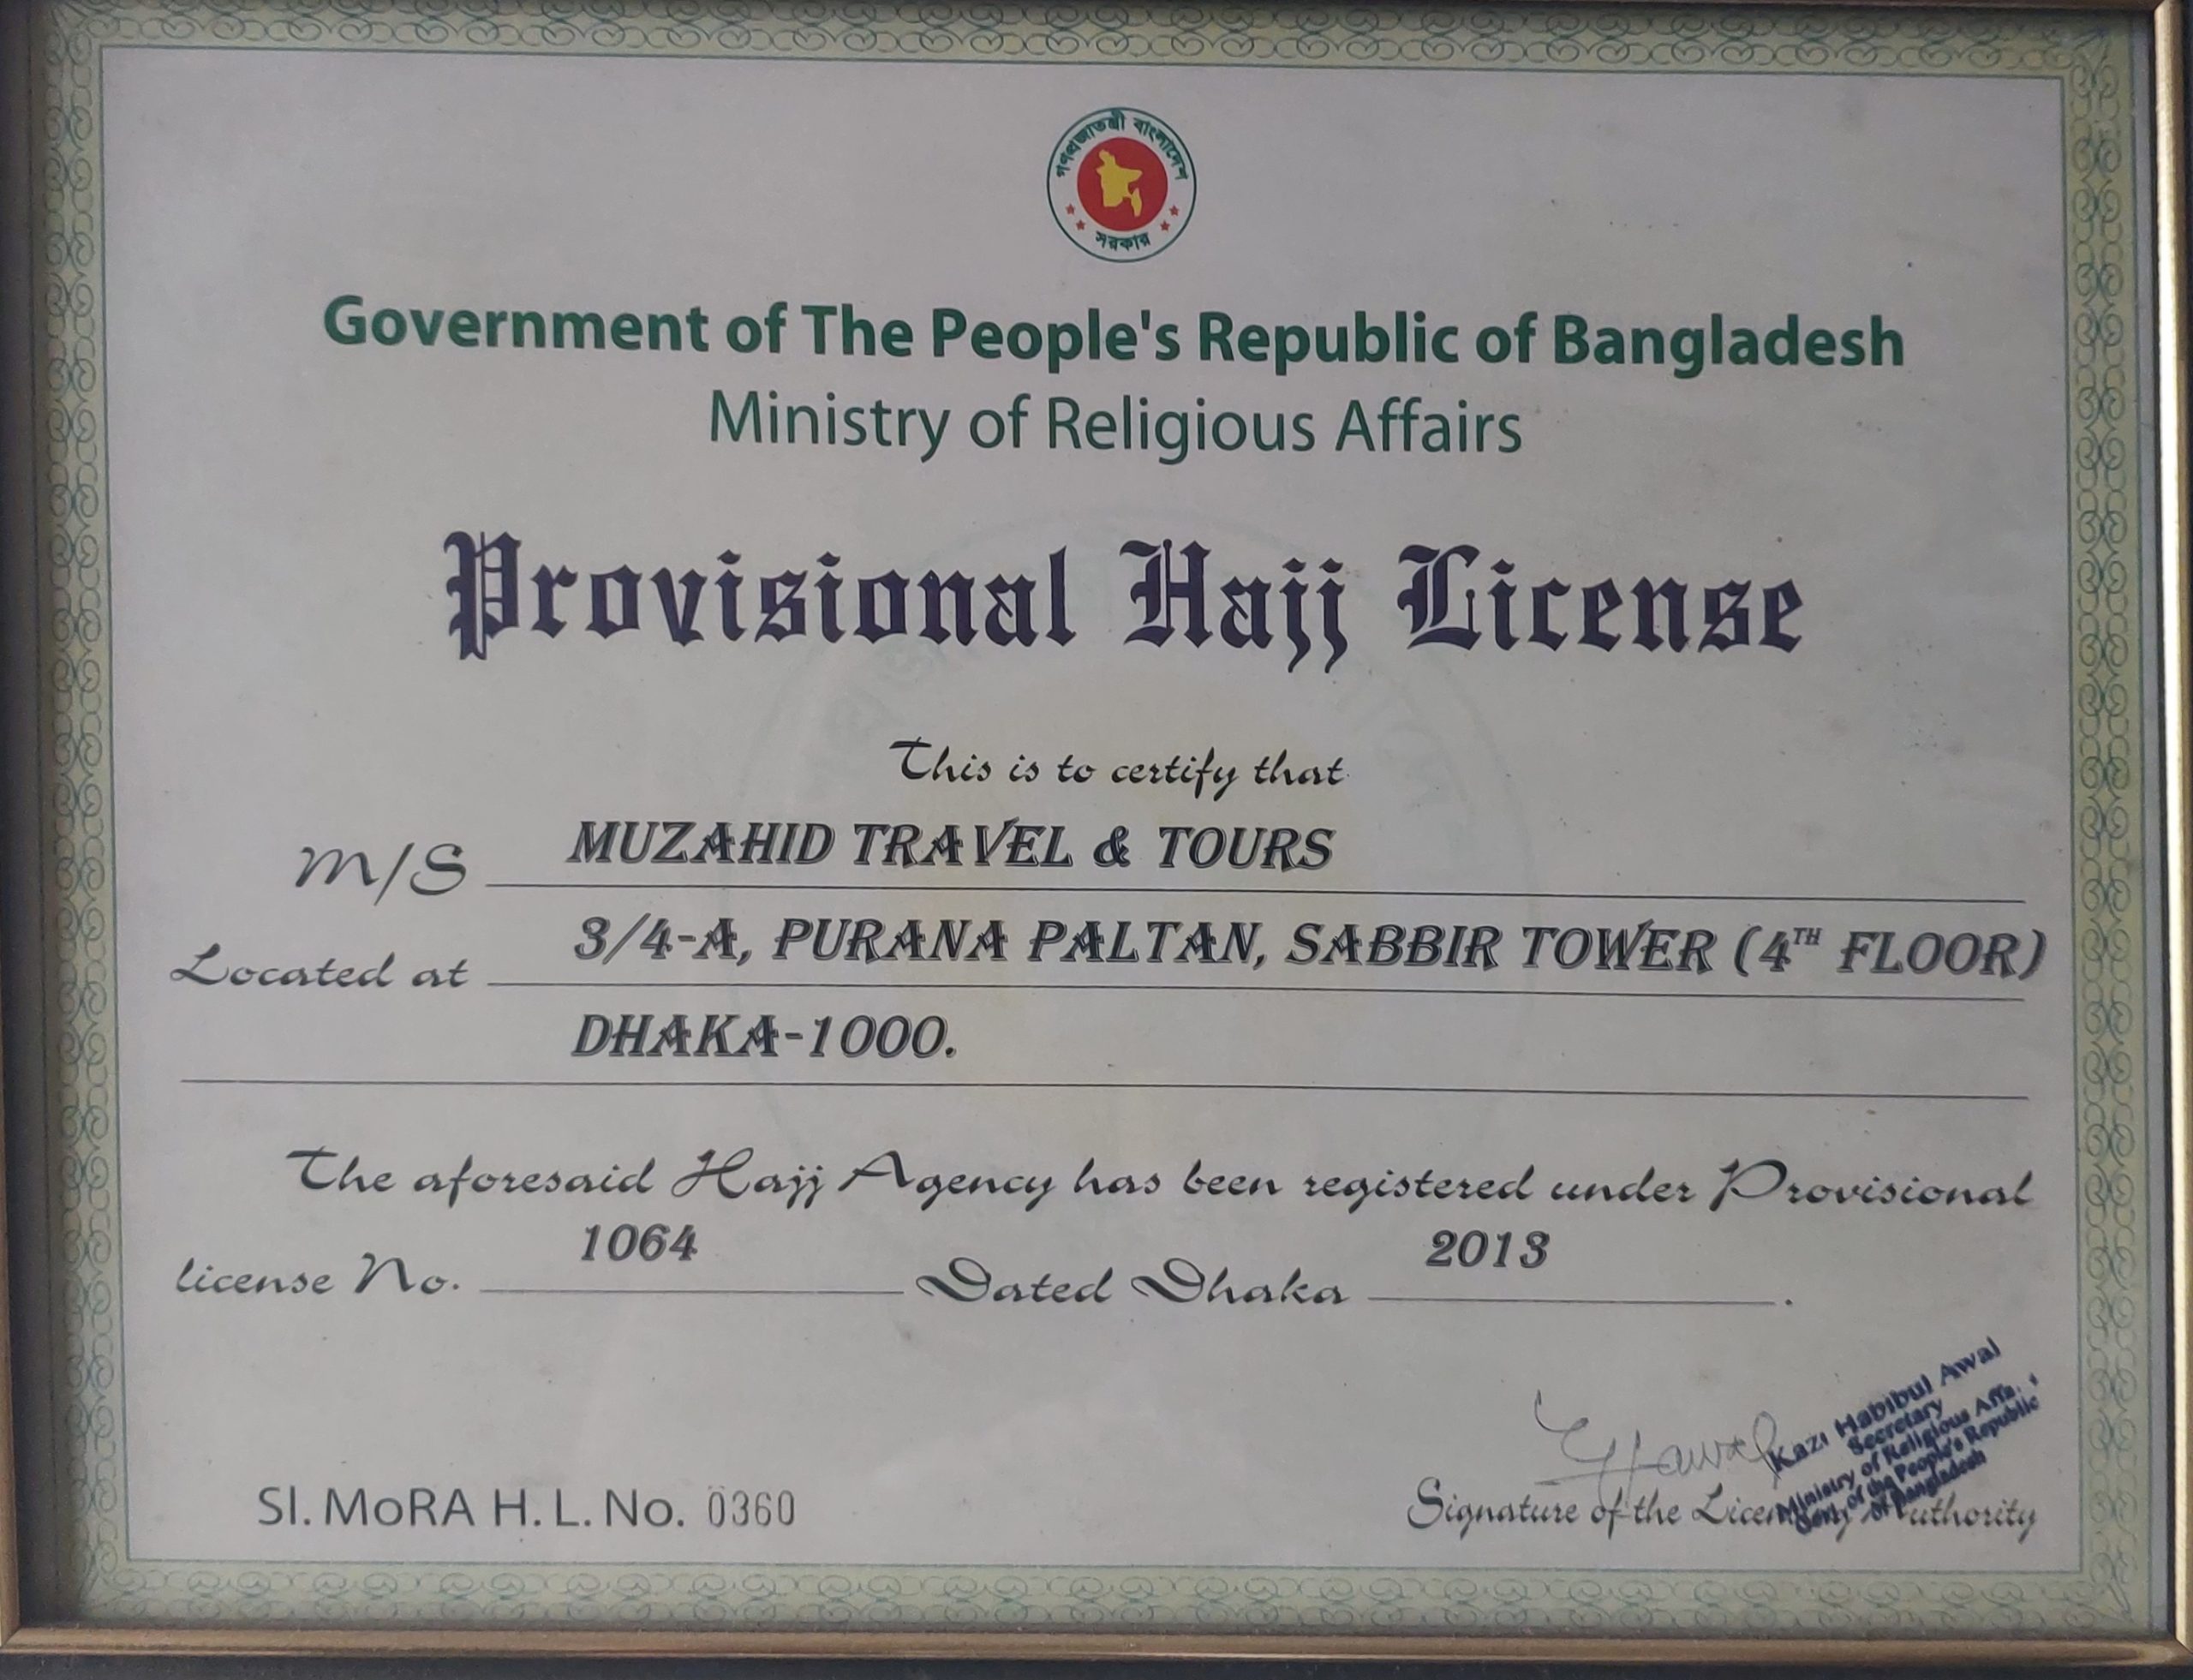 গণপ্রজাতন্ত্রী বাংলাদেশ
সরকার
Government of The People's Republic of Bangladesh
Ministry of Religious Affairs
Provisional Hajj License
This is to certify that
M/S MUZAHID TRAVEL & TOURS
Located at 3/4-A, PURANA PALTAN, SABBIR TOWER (4TH FLOOR)
DHAKA-1000.
The aforesaid Hajj Agency has been registered under Provisional
license No. 1064 Dated Dhaka 2013.
Kazi Habibul Awal
Secretary
Ministry of Religious Affa
Govt. of the People's Republic
of Bangladesh
Signature of the Licensing Authority
Sl. MoRA H. L. No. 0360